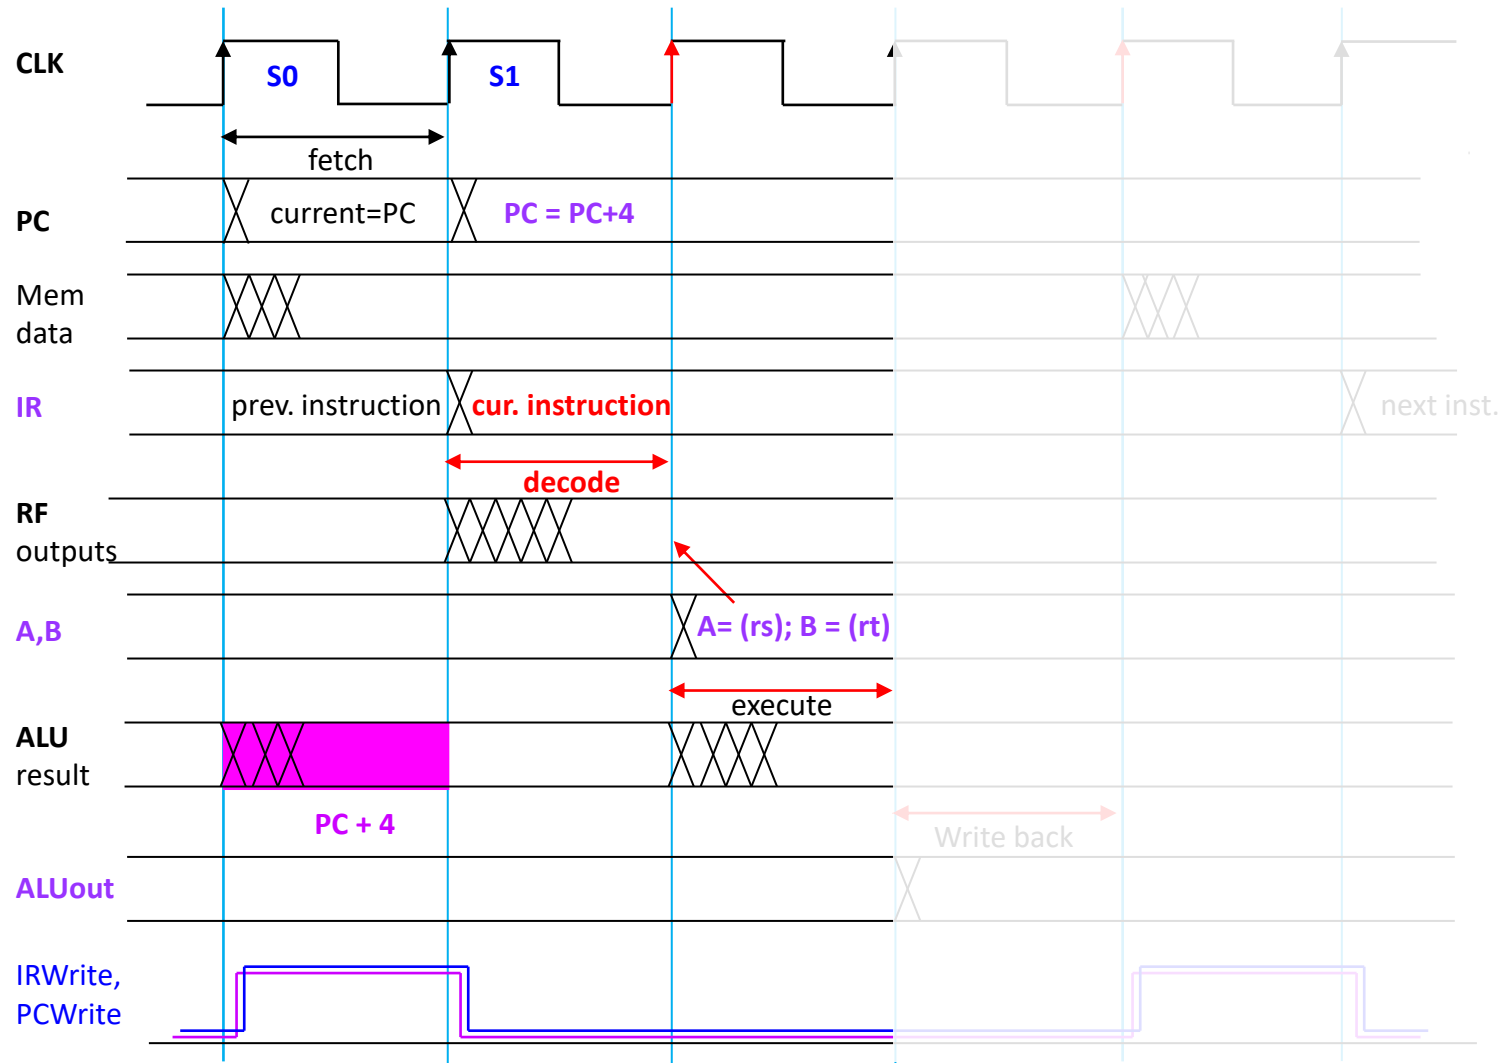 CLK
S0
S1
fetch
PC
current=PC
PC = PC+4
Mem
data
IR
prev. instruction
cur. instruction
next inst.
decode
RF
outputs
A,B
A= (rs); B = (rt)
execute
ALU
result
PC + 4
Write back
ALUout
IRWrite,
PCWrite